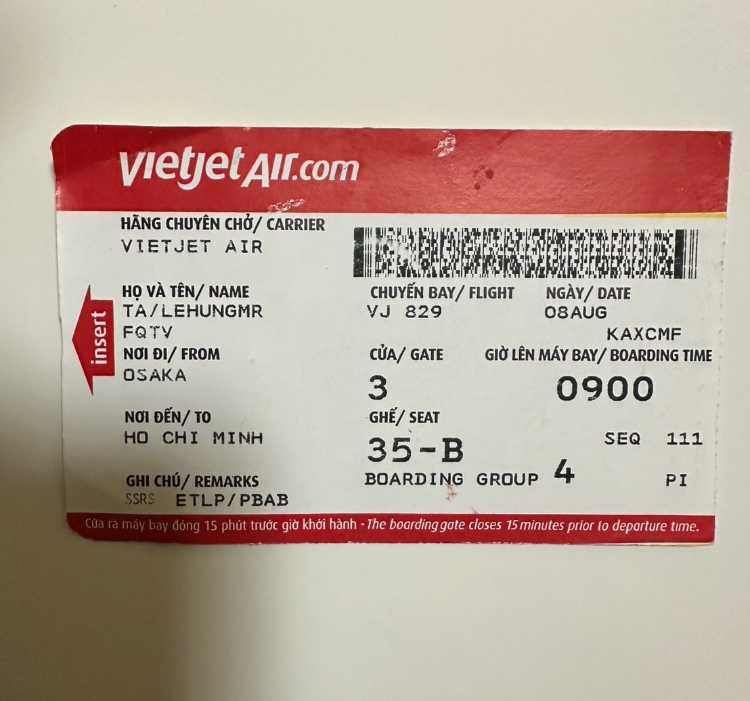 vietjetAir.com
HÃNG CHUYÊN CHỞ/ CARRIER
VIETJET AIR
HỌ VÀ TÊN/ NAME
TA/LEHUNGMR
FQTV
CHUYẾN BAY/ FLIGHT
VJ 829
NGÀY/ DATE
08AUG
KAXCMF
insert
NƠI ĐI/ FROM
OSAKA
CỬA/ GATE
3
GIỜ LÊN MÁY BAY/ BOARDING TIME
0900
NƠI ĐẾN/ TO
HO CHI MINH
GHẾ/ SEAT
35-B
SEQ 111
GHI CHÚ/ REMARKS
SSRS ETLP/PBAB
BOARDING GROUP 4
PI
Cửa ra máy bay đóng 15 phút trước giờ khởi hành - The boarding gate closes 15 minutes prior to departure time.